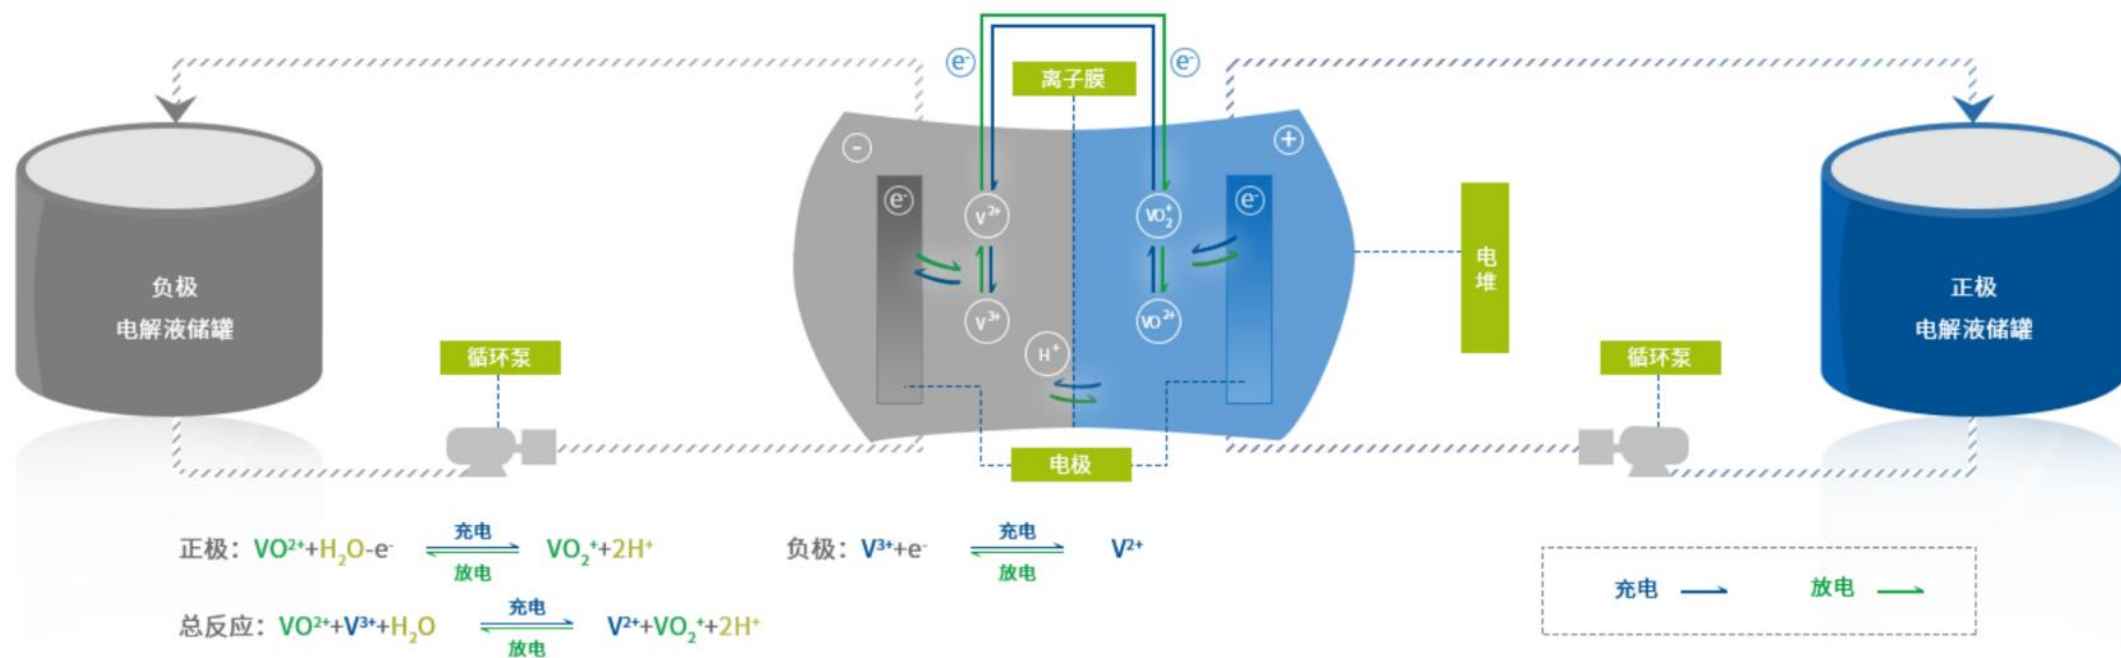 e⁻
e⁻
离子膜
-
+
e⁻
V²⁺
VO₂⁺
e⁻
电堆
负极
电解液储罐
正极
电解液储罐
V³⁺
VO²⁺
H⁺
循环泵
循环泵
电极
正极：VO²⁺+H₂O-e⁻ 充电 放电 VO₂⁺+2H⁺
负极：V³⁺+e⁻ 充电 放电 V²⁺
总反应：VO²⁺+V³⁺+H₂O 充电 放电 V²⁺+VO₂⁺+2H⁺
充电 放电